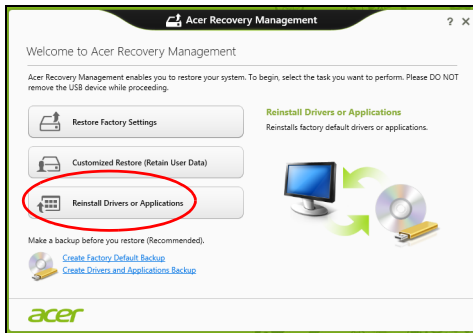 Acer Recovery Management
? X
Welcome to Acer Recovery Management
Acer Recovery Management enables you to restore your system. To begin, select the task you want to perform. Please DO NOT
remove the USB device while proceeding.
Restore Factory Settings
Customized Restore (Retain User Data)
Reinstall Drivers or Applications
Reinstall Drivers or Applications
Reinstalls factory default drivers or applications.
Make a backup before you restore (Recommended).
Create Factory Default Backup
Create Drivers and Applications Backup
acer